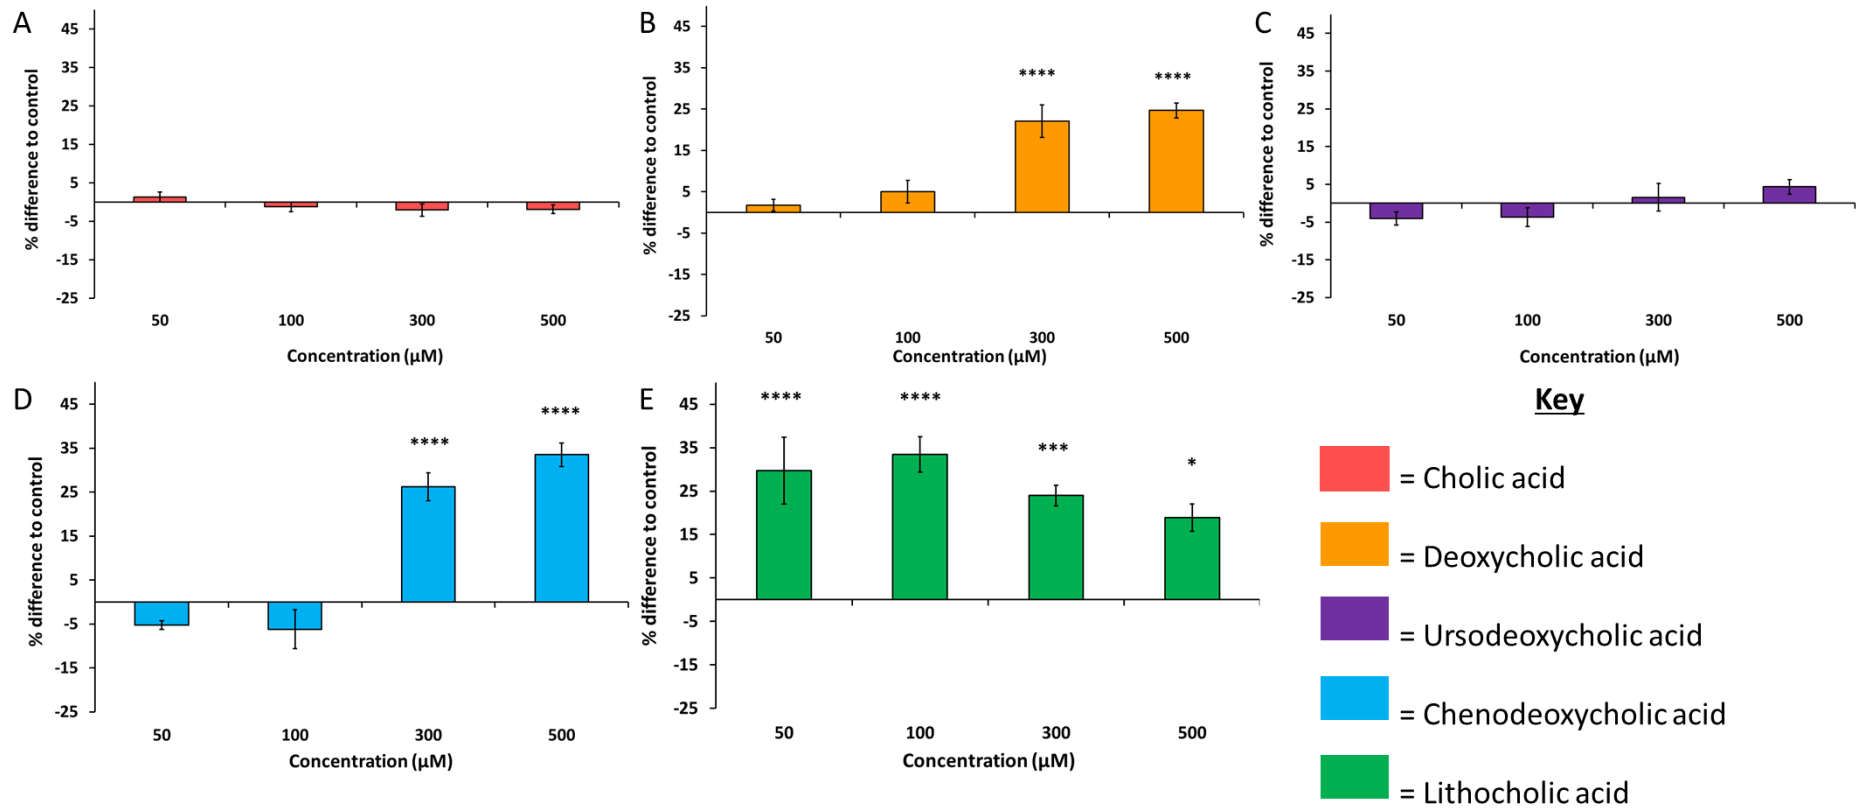 A
45
35
25
15
5
-5
-15
-25
% difference to control
50 100 300 500
Concentration (µM)
B
45
35
25
15
5
-5
-15
-25
% difference to control
**** ****
50 100 300 500
Concentration (µM)
C
45
35
25
15
5
-5
-15
-25
% difference to control
50 100 300 500
Concentration (µM)
D
45
35
25
15
5
-5
-15
-25
% difference to control
**** ****
50 100 300 500
Concentration (µM)
E
45
35
25
15
5
-5
-15
-25
% difference to control
**** **** *** *
50 100 300 500
Concentration (µM)
Key
= Cholic acid
= Deoxycholic acid
= Ursodeoxycholic acid
= Chenodeoxycholic acid
= Lithocholic acid